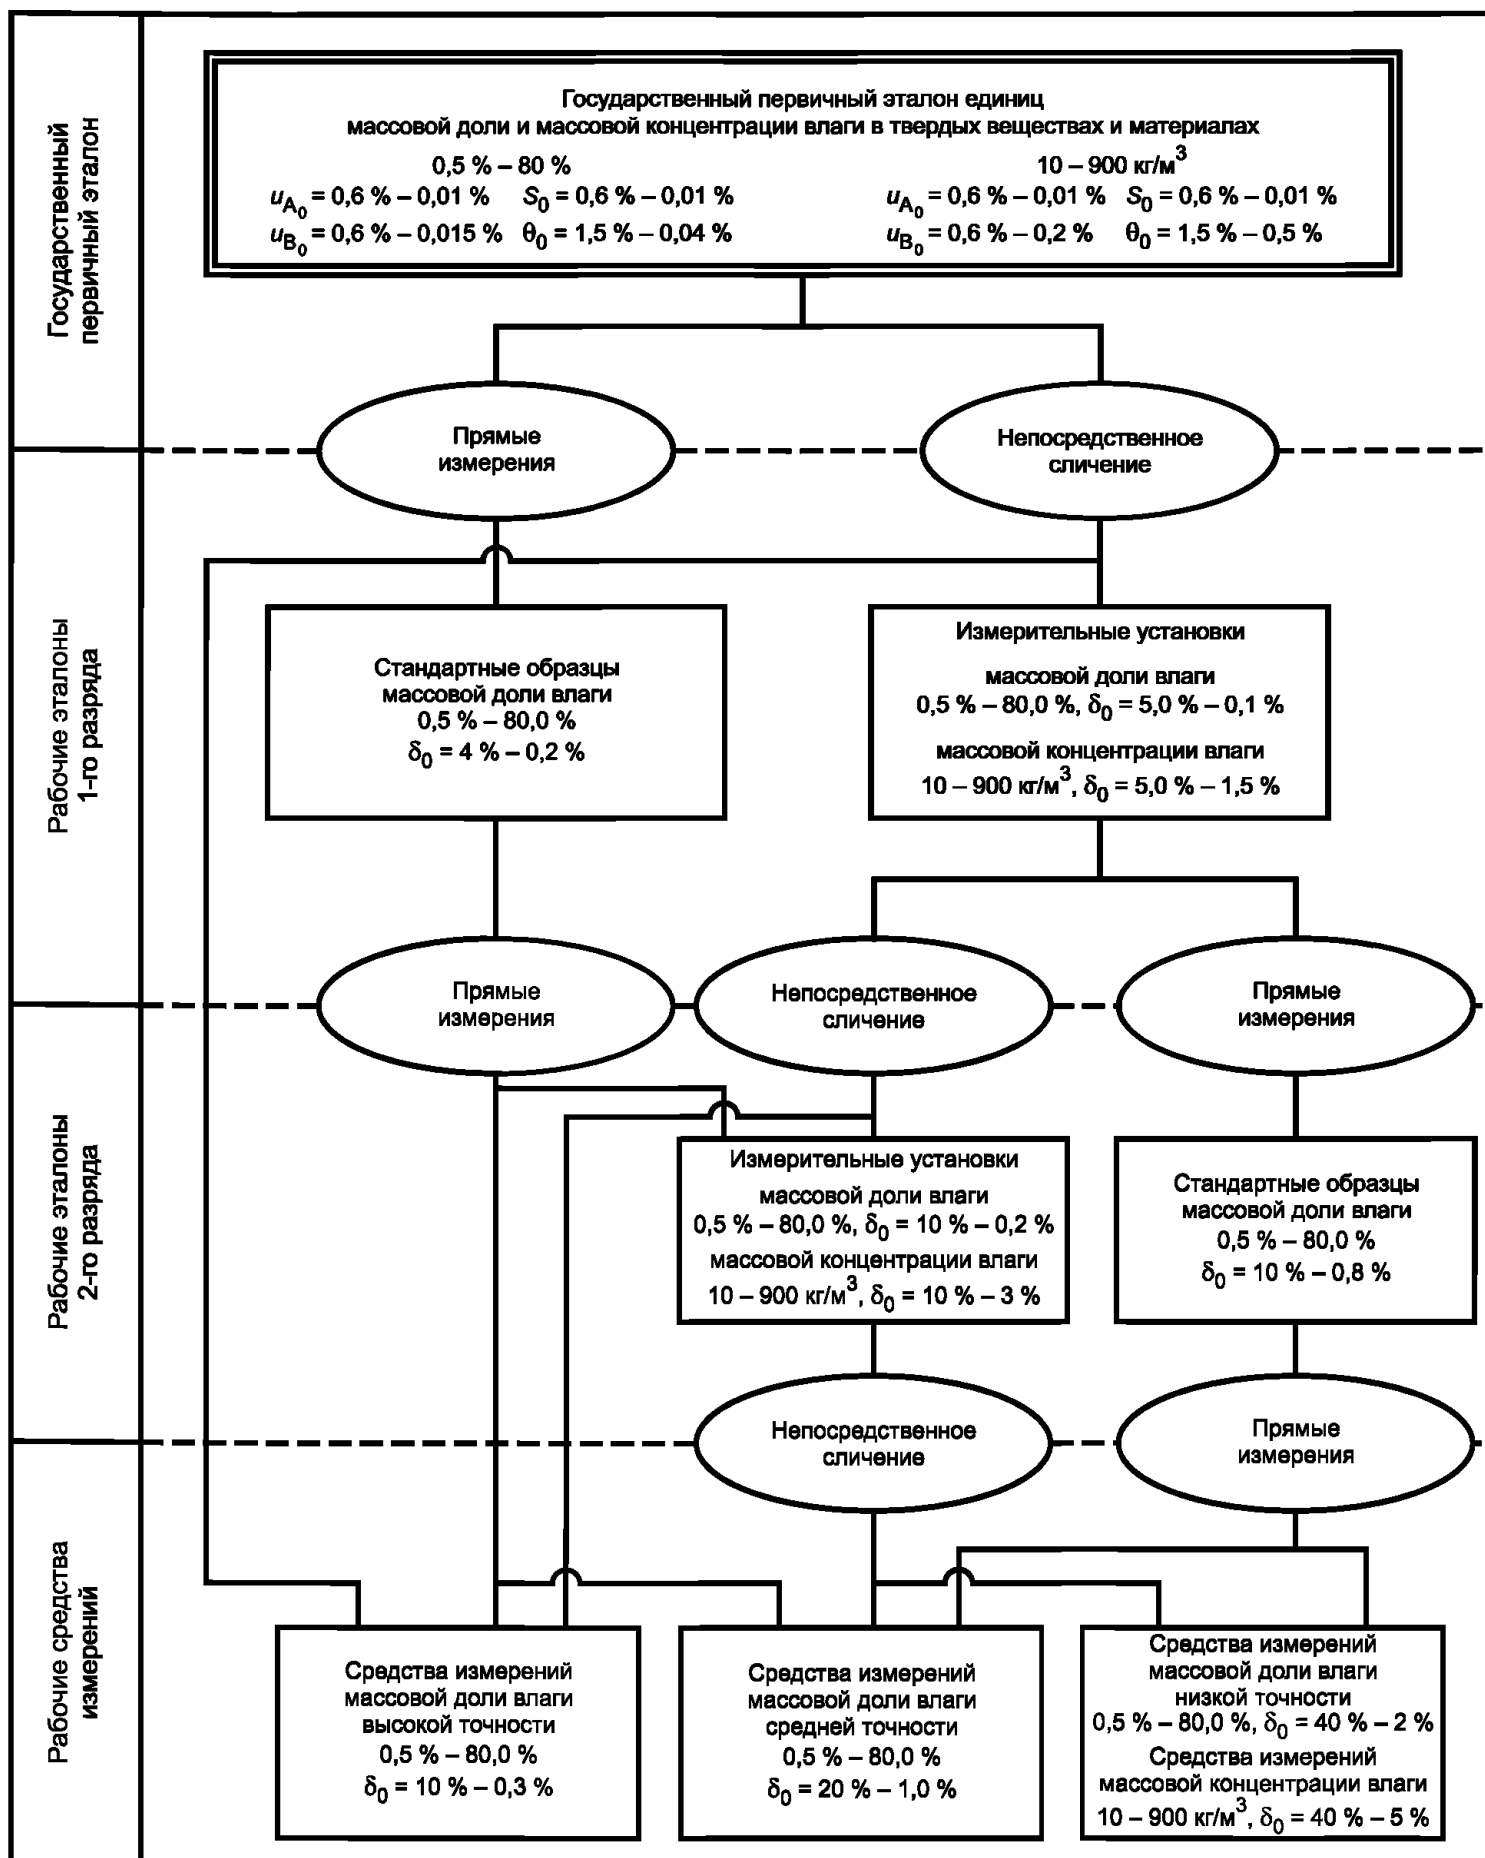 Государственный
первичный эталон
Государственный первичный эталон единиц
массовой доли и массовой концентрации влаги в твердых веществах и материалах
0,5 % – 80 %
10 – 900 кг/м³
u_A₀ = 0,6 % – 0,01 % S₀ = 0,6 % – 0,01 %
u_A₀ = 0,6 % – 0,01 % S₀ = 0,6 % – 0,01 %
u_B₀ = 0,6 % – 0,015 % θ₀ = 1,5 % – 0,04 %
u_B₀ = 0,6 % – 0,2 % θ₀ = 1,5 % – 0,5 %
Прямые
измерения
Непосредственное
сличение
Рабочие эталоны
1-го разряда
Стандартные образцы
массовой доли влаги
0,5 % – 80,0 %
δ₀ = 4 % – 0,2 %
Измерительные установки
массовой доли влаги
0,5 % – 80,0 %, δ₀ = 5,0 % – 0,1 %
массовой концентрации влаги
10 – 900 кг/м³, δ₀ = 5,0 % – 1,5 %
Прямые
измерения
Непосредственное
сличение
Прямые
измерения
Рабочие эталоны
2-го разряда
Измерительные установки
массовой доли влаги
0,5 % – 80,0 %, δ₀ = 10 % – 0,2 %
массовой концентрации влаги
10 – 900 кг/м³, δ₀ = 10 % – 3 %
Стандартные образцы
массовой доли влаги
0,5 % – 80,0 %
δ₀ = 10 % – 0,8 %
Непосредственное
сличение
Прямые
измерения
Рабочие средства
измерений
Средства измерений
массовой доли влаги
высокой точности
0,5 % – 80,0 %
δ₀ = 10 % – 0,3 %
Средства измерений
массовой доли влаги
средней точности
0,5 % – 80,0 %
δ₀ = 20 % – 1,0 %
Средства измерений
массовой доли влаги
низкой точности
0,5 % – 80,0 %, δ₀ = 40 % – 2 %
Средства измерений
массовой концентрации влаги
10 – 900 кг/м³, δ₀ = 40 % – 5 %